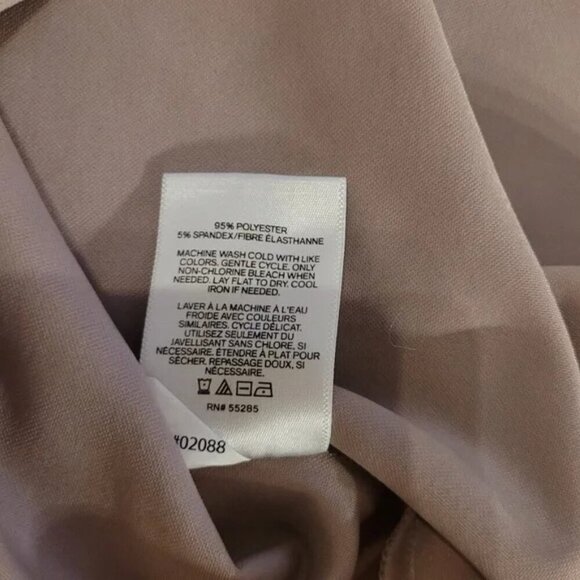 95% POLYESTER
5% SPANDEX/FIBRE ÉLASTHANNE
MACHINE WASH COLD WITH LIKE
COLORS. GENTLE CYCLE. ONLY
NON-CHLORINE BLEACH WHEN
NEEDED. LAY FLAT TO DRY. COOL
IRON IF NEEDED.
LAVER À LA MACHINE À L'EAU
FROIDE AVEC COULEURS
SIMILAIRES. CYCLE DÉLICAT.
UTILISEZ SEULEMENT DU
JAVELLISANT SANS CHLORE, SI
NÉCESSAIRE. ÉTENDRE À PLAT POUR
SÉCHER. REPASSAGE DOUX, SI
NÉCESSAIRE.
RN# 55285
#02088